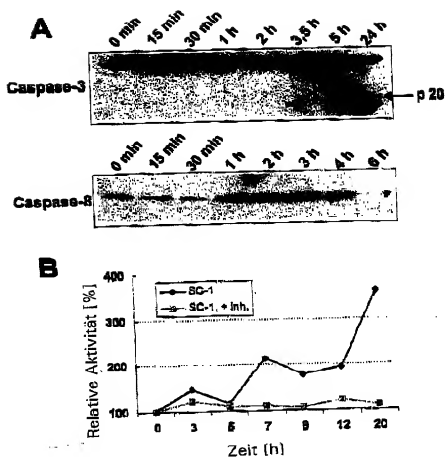 A
0 min 15 min 30 min 1 h 2 h 3,5 h 5 h 24 h
Caspase-3
p 20
0 min 15 min 30 min 1 h 2 h 3 h 4 h 6 h
Caspase-8
B
400
300
200
100
Relative Aktivität [%]
SC-1
SC-1, + Inh.
0 3 5 7 9 12 20
Zeit [h]